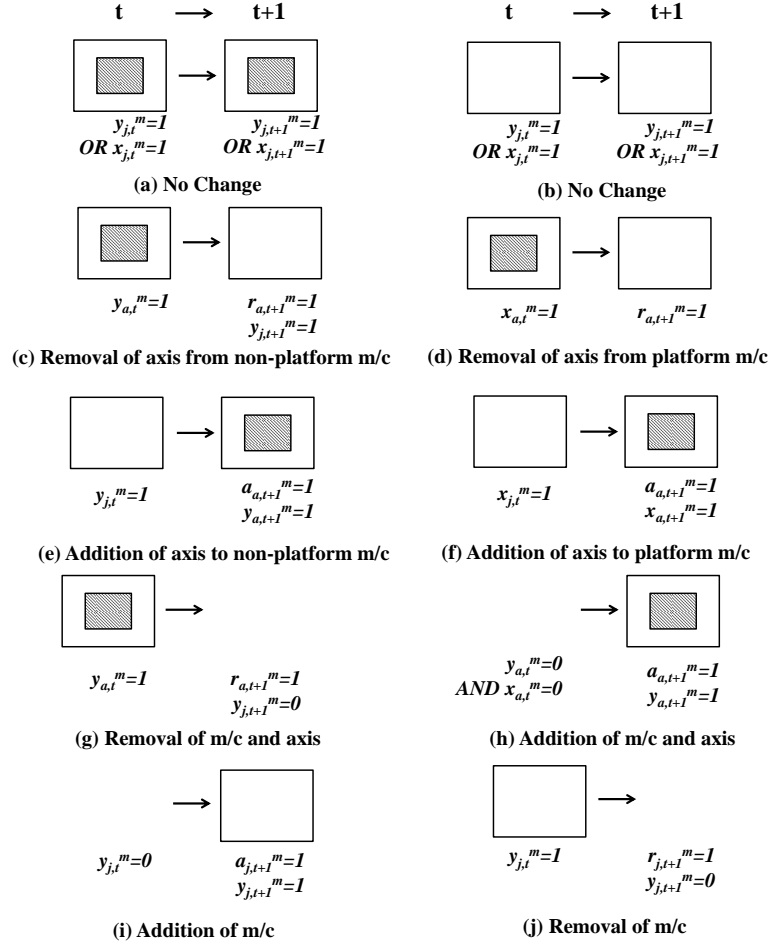 t → t+1
t → t+1
y_{j,t}^m=1
OR x_{j,t}^m=1
y_{j,t+1}^m=1
OR x_{j,t+1}^m=1
(a) No Change
y_{j,t}^m=1
OR x_{j,t}^m=1
y_{j,t+1}^m=1
OR x_{j,t+1}^m=1
(b) No Change
y_{a,t}^m=1
r_{a,t+1}^m=1
y_{j,t+1}^m=1
(c) Removal of axis from non-platform m/c
x_{a,t}^m=1
r_{a,t+1}^m=1
(d) Removal of axis from platform m/c
y_{j,t}^m=1
a_{a,t+1}^m=1
y_{a,t+1}^m=1
(e) Addition of axis to non-platform m/c
x_{j,t}^m=1
a_{a,t+1}^m=1
x_{a,t+1}^m=1
(f) Addition of axis to platform m/c
y_{a,t}^m=1
r_{a,t+1}^m=1
y_{j,t+1}^m=0
(g) Removal of m/c and axis
y_{a,t}^m=0
AND x_{a,t}^m=0
a_{a,t+1}^m=1
y_{a,t+1}^m=1
(h) Addition of m/c and axis
y_{j,t}^m=0
a_{j,t+1}^m=1
y_{j,t+1}^m=1
(i) Addition of m/c
y_{j,t}^m=1
r_{j,t+1}^m=1
y_{j,t+1}^m=0
(j) Removal of m/c